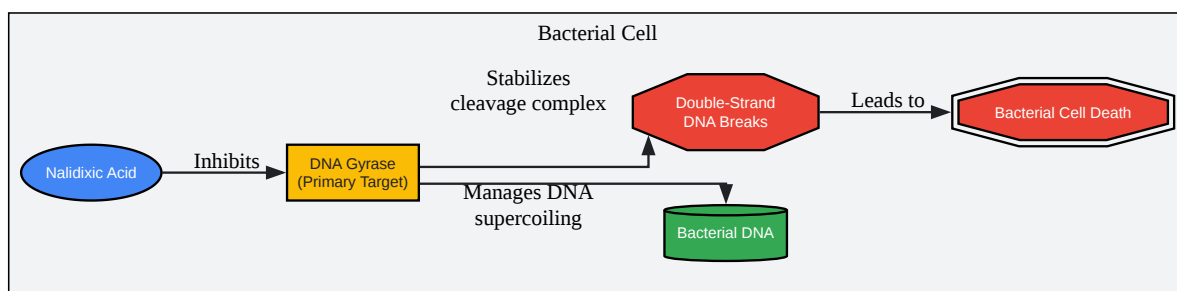 Bacterial Cell
Nalidixic Acid
Inhibits
DNA Gyrase
(Primary Target)
Stabilizes
cleavage complex
Manages DNA
supercoiling
Double-Strand
DNA Breaks
Leads to
Bacterial Cell Death
Bacterial DNA